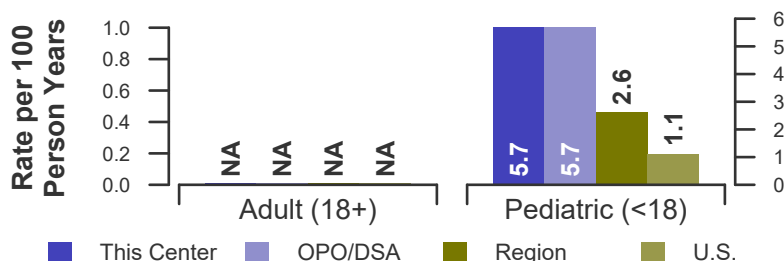 Rate per 100
Person Years
1.0
0.8
0.6
0.4
0.2
0.0
NA NA NA NA
5.7 5.7 2.6 1.1
6
5
4
3
2
1
0
Adult (18+) Pediatric (<18)
This Center OPO/DSA Region U.S.